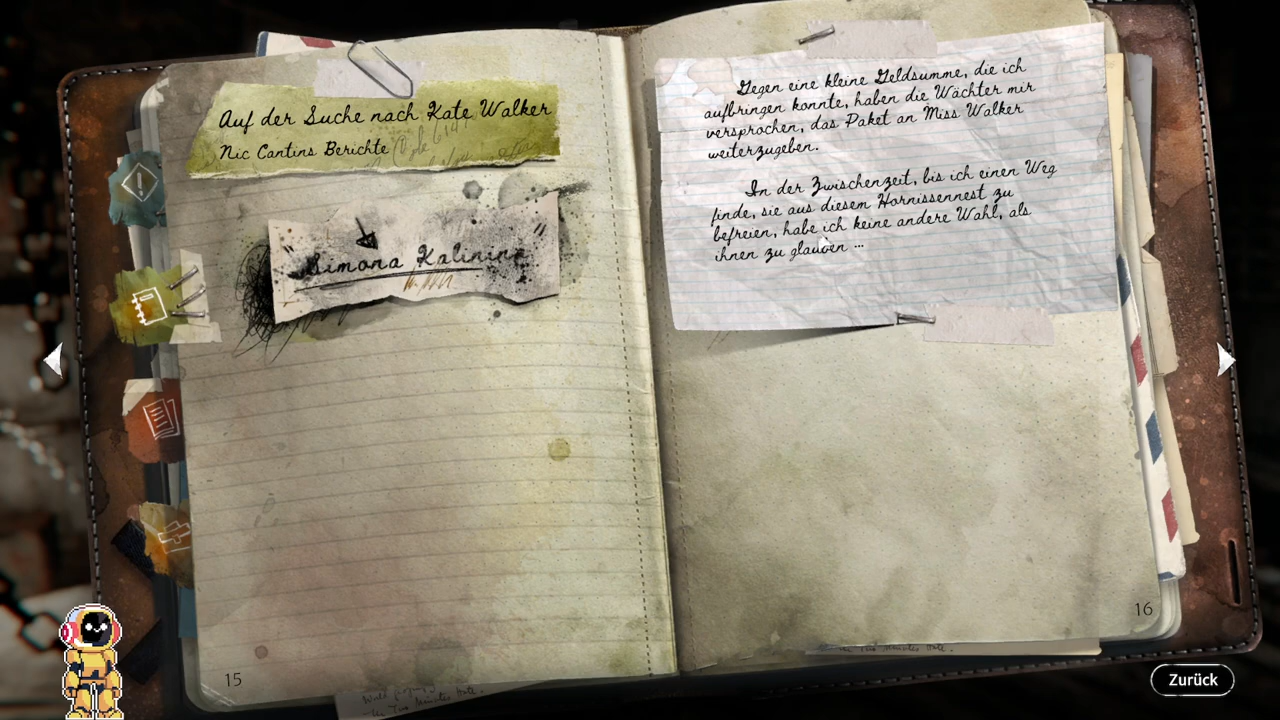 Auf der Suche nach Kate Walker
Nic Cantins Berichte
"Simona Kalinina"
15
Gegen eine kleine Geldsumme, die ich
aufbringen konnte, haben die Wächter mir
versprochen, das Paket an Miss Walker
weiterzugeben.
In der Zwischenzeit, bis ich einen Weg
finde, sie aus diesem Hornissennest zu
befreien, habe ich keine andere Wahl, als
ihnen zu glauben ...
16
Zurück